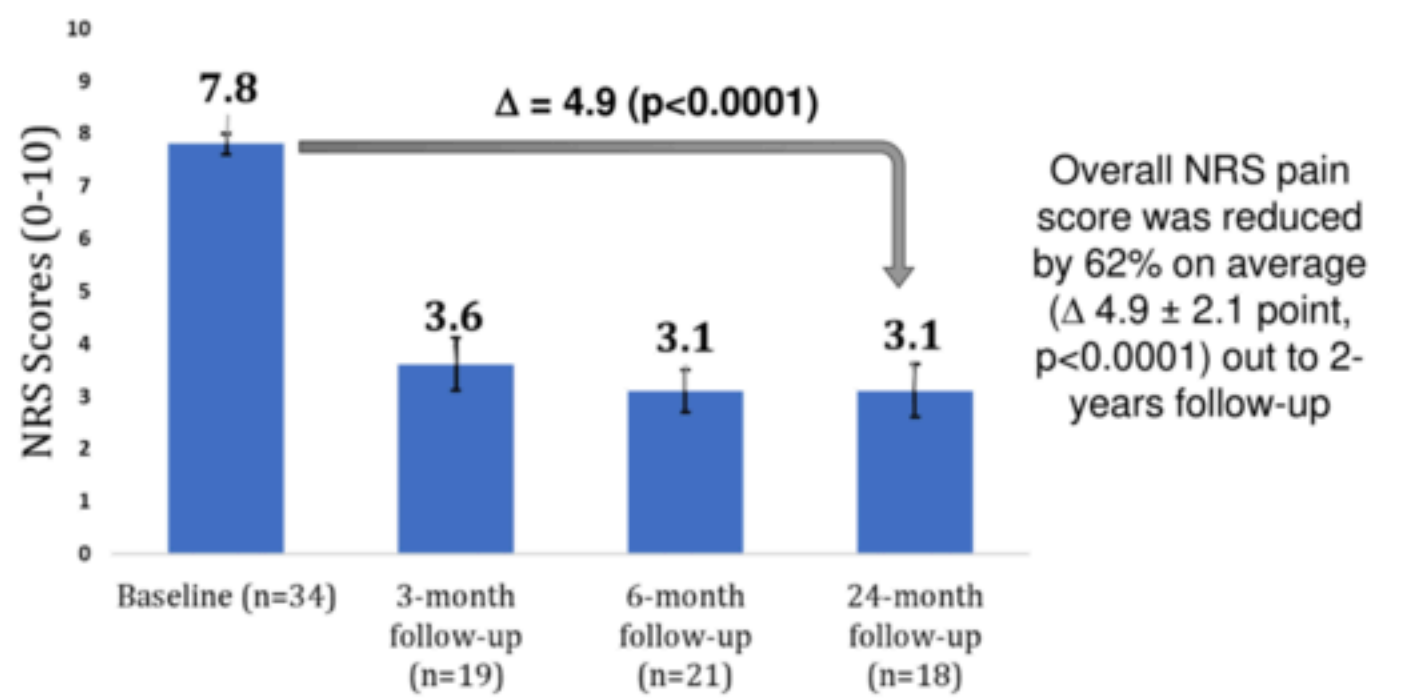 10
9
8
7
6
5
4
3
2
1
0
NRS Scores (0-10)
7.8
Δ = 4.9 (p<0.0001)
3.6
3.1
3.1
Baseline (n=34)
3-month
follow-up
(n=19)
6-month
follow-up
(n=21)
24-month
follow-up
(n=18)
Overall NRS pain
score was reduced
by 62% on average
(Δ 4.9 ± 2.1 point,
p<0.0001) out to 2-
years follow-up